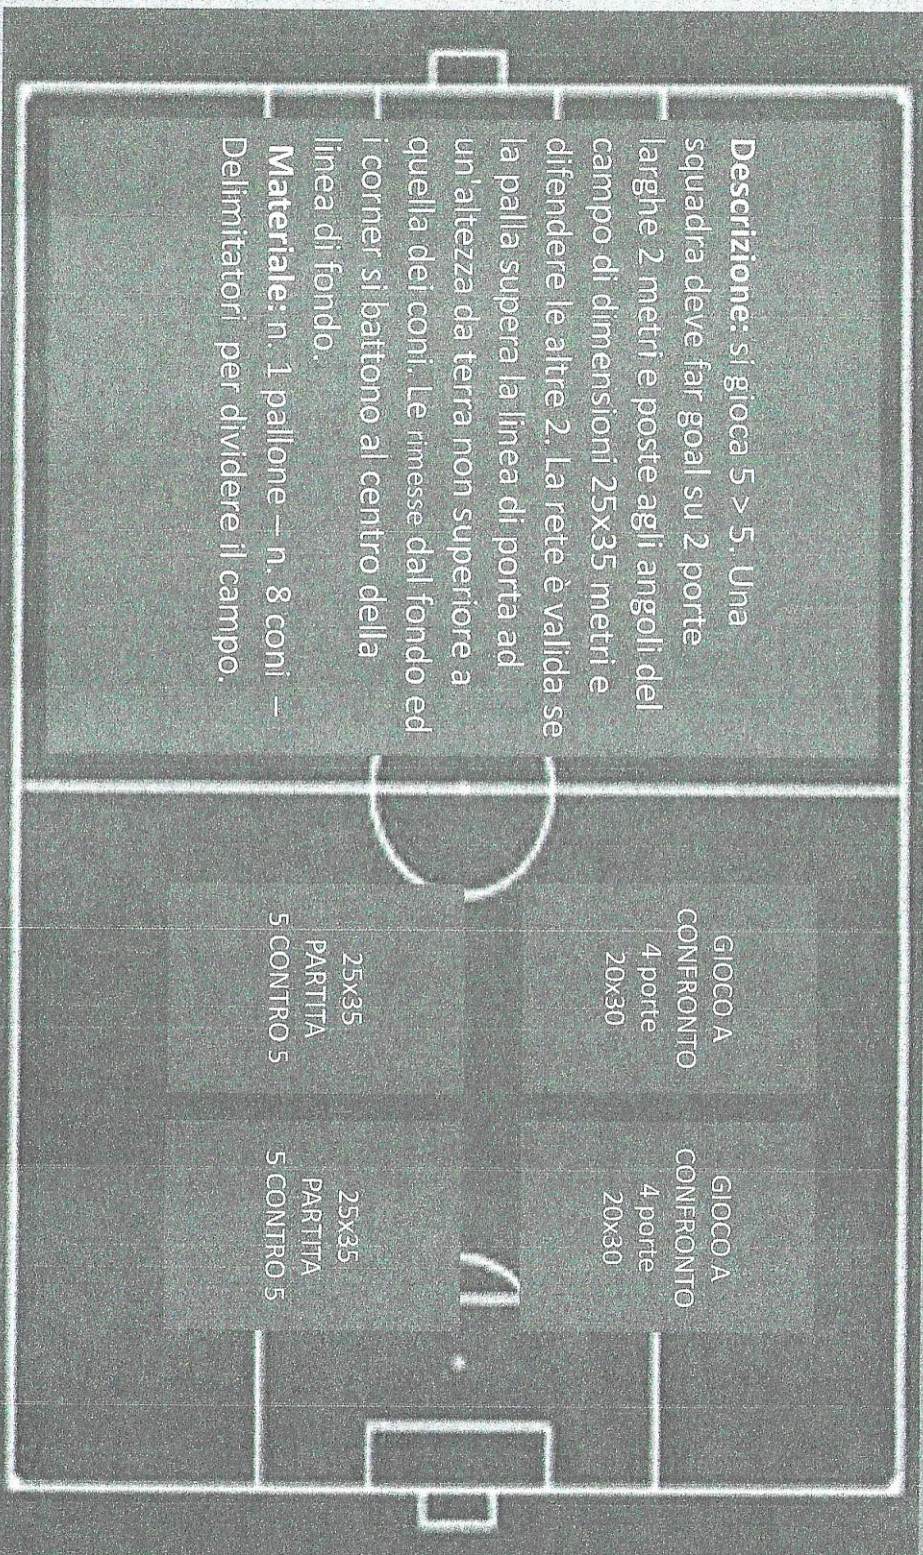 Descrizione: si gioca 5 > 5. Una
squadra deve far goal su 2 porte
larghe 2 metri e poste agli angoli del
campo di dimensioni 25x35 metri e
difendere le altre 2. La rete è valida se
la palla supera la linea di porta ad
un'altezza da terra non superiore a
quella dei coni. Le rimesse dal fondo ed
i corner si battono al centro della
linea di fondo.
Materiale: n. 1 pallone – n. 8 coni –
Delimitatori per dividere il campo.
GIOCO A
CONFRONTO
4 porte
20x30
GIOCO A
CONFRONTO
4 porte
20x30
25x35
PARTITA
5 CONTRO 5
25x35
PARTITA
5 CONTRO 5